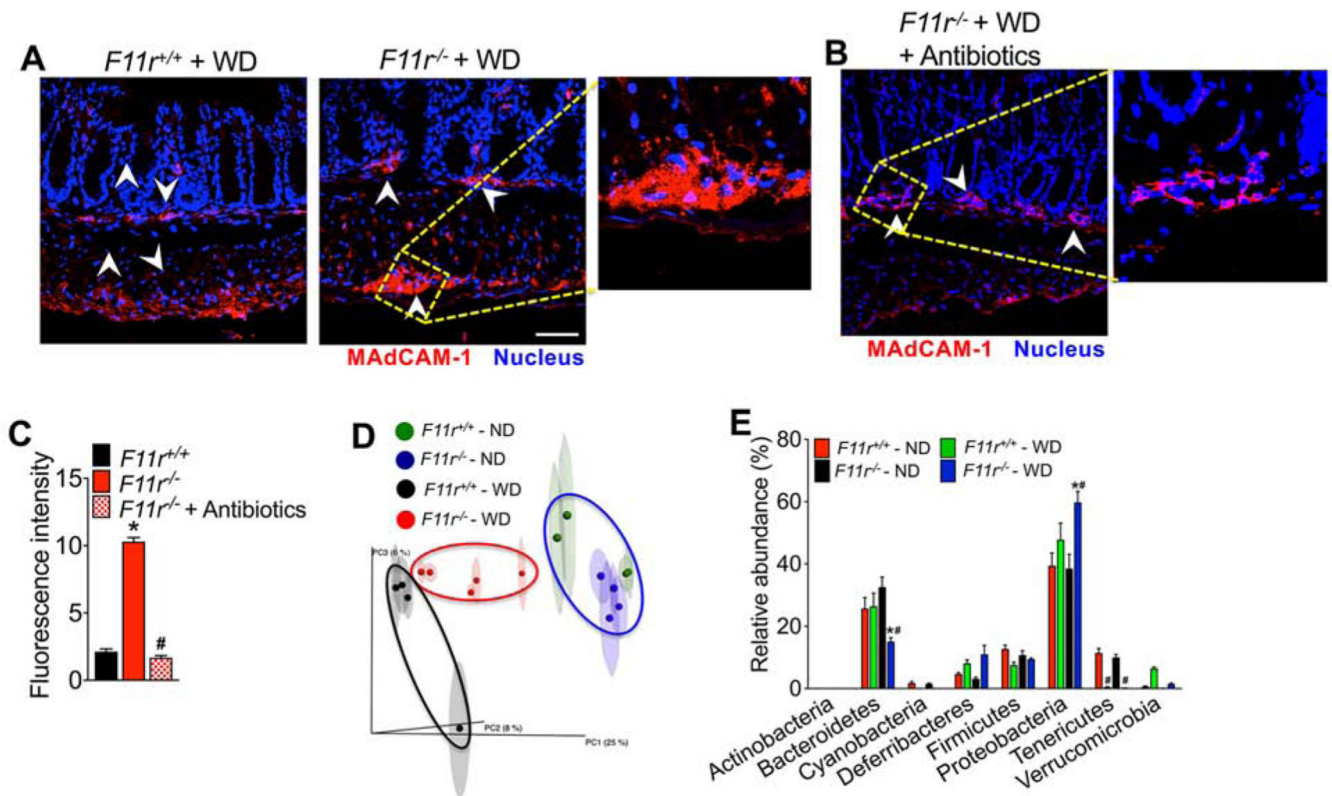 A
F11r+/+ + WD
F11r-/- + WD
MAdCAM-1 Nucleus
B
F11r-/- + WD
+ Antibiotics
MAdCAM-1 Nucleus
C
F11r+/+
F11r-/-
F11r-/- + Antibiotics
Fluorescence intensity
15
10
5
0
*
#
D
F11r+/+ - ND
F11r-/- - ND
F11r+/+ - WD
F11r-/- - WD
PC3 (6 %)
PC2 (8 %)
PC1 (25 %)
E
F11r+/+ - ND
F11r+/+ - WD
F11r-/- - ND
F11r-/- - WD
Relative abundance (%)
80
60
40
20
0
*#
*#
#
#
Actinobacteria
Bacteroidetes
Cyanobacteria
Deferribacteres
Firmicutes
Proteobacteria
Tenericutes
Verrucomicrobia